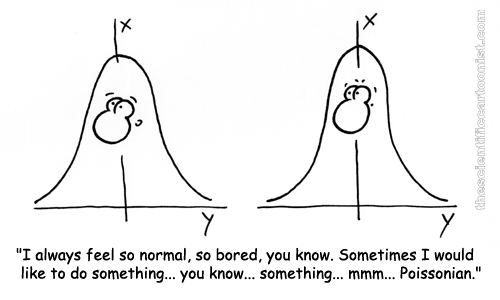 x
x
y
y
"I always feel so normal, so bored, you know. Sometimes I would
like to do something... you know... something... mmm... Poissonian."
thescientificcartoonist.com